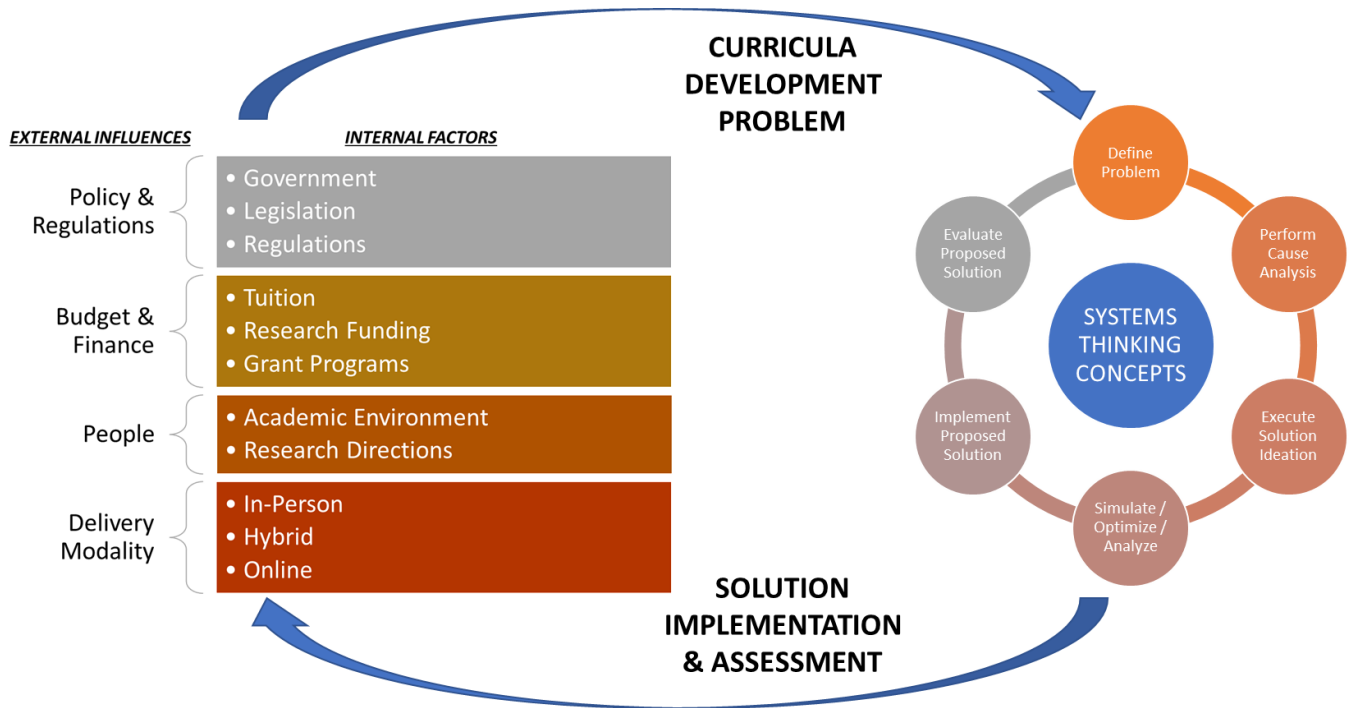 CURRICULA
DEVELOPMENT
PROBLEM
EXTERNAL INFLUENCES
INTERNAL FACTORS
Policy &
Regulations
• Government
• Legislation
• Regulations
Budget &
Finance
• Tuition
• Research Funding
• Grant Programs
People
• Academic Environment
• Research Directions
Delivery
Modality
• In-Person
• Hybrid
• Online
Define
Problem
Perform
Cause
Analysis
Execute
Solution
Ideation
Simulate /
Optimize /
Analyze
Implement
Proposed
Solution
Evaluate
Proposed
Solution
SYSTEMS
THINKING
CONCEPTS
SOLUTION
IMPLEMENTATION
& ASSESSMENT